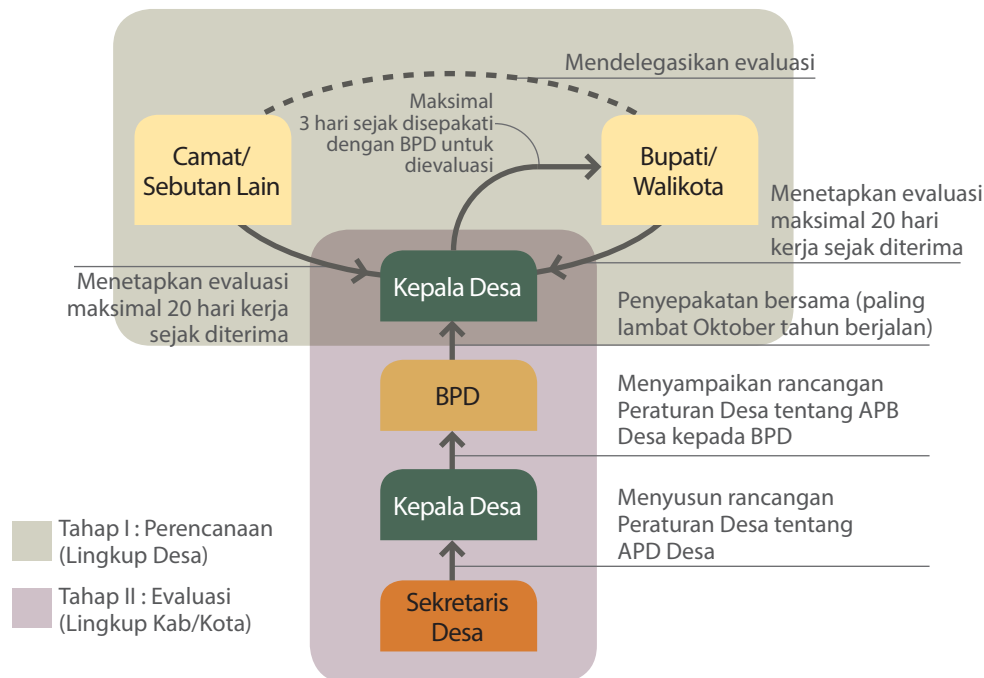 Mendelegasikan evaluasi
Maksimal
3 hari sejak disepakati
dengan BPD untuk
dievaluasi
Camat/
Sebutan Lain
Bupati/
Walikota
Menetapkan evaluasi
maksimal 20 hari
kerja sejak diterima
Menetapkan evaluasi
maksimal 20 hari kerja
sejak diterima
Kepala Desa
Penyepakatan bersama (paling
lambat Oktober tahun berjalan)
BPD
Menyampaikan rancangan
Peraturan Desa tentang APB
Desa kepada BPD
Kepala Desa
Menyusun rancangan
Peraturan Desa tentang
APD Desa
Sekretaris
Desa
Tahap I : Perencanaan
(Lingkup Desa)
Tahap II : Evaluasi
(Lingkup Kab/Kota)